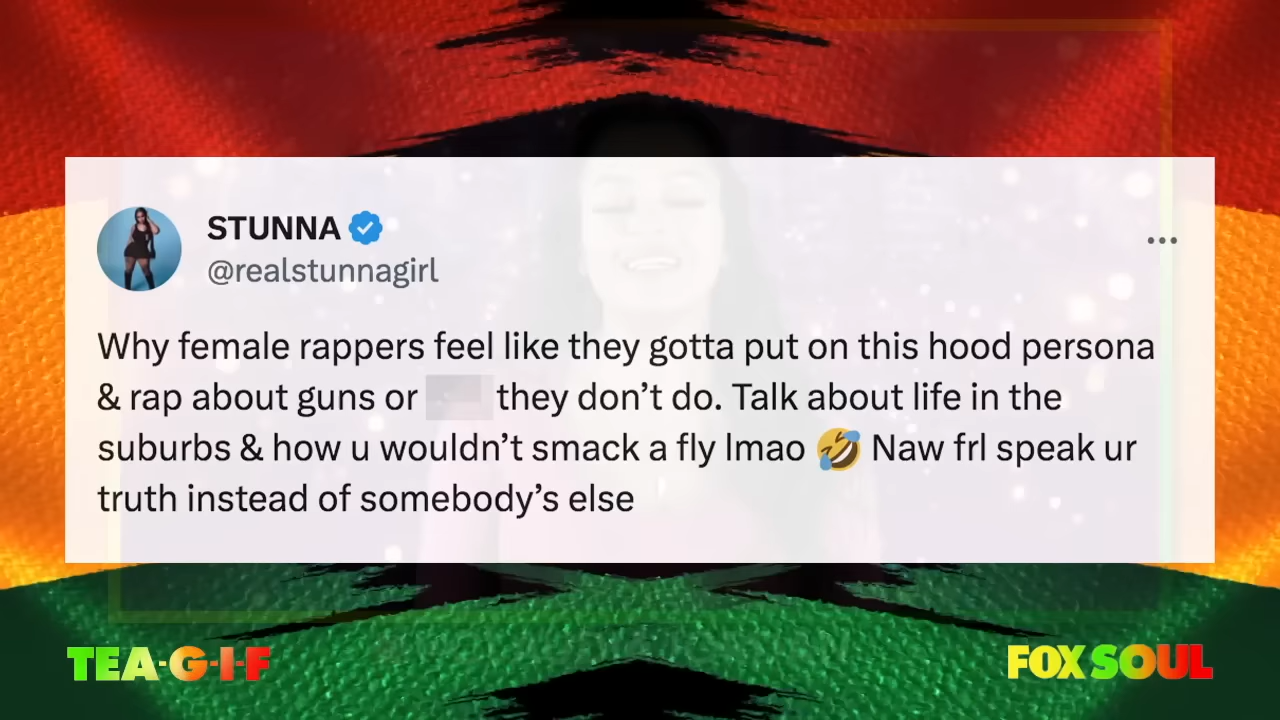 STUNNA
@realstunnagirl
Why female rappers feel like they gotta put on this hood persona
& rap about guns or they don’t do. Talk about life in the
suburbs & how u wouldn’t smack a fly lmao 🤣 Naw frl speak ur
truth instead of somebody’s else
TEA-G-I-F
FOX SOUL